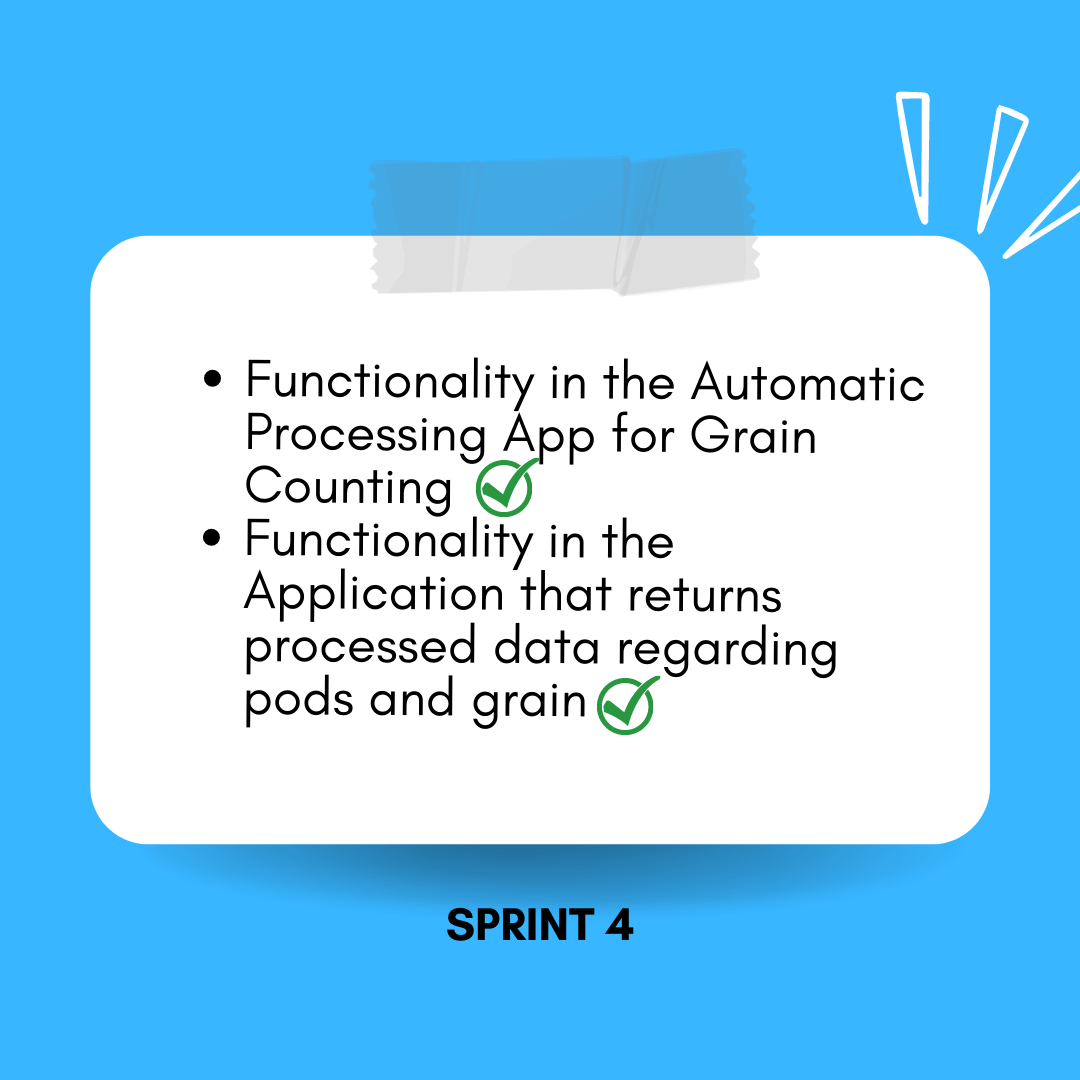 • Functionality in the Automatic
Processing App for Grain
Counting
• Functionality in the
Application that returns
processed data regarding
pods and grain
SPRINT 4